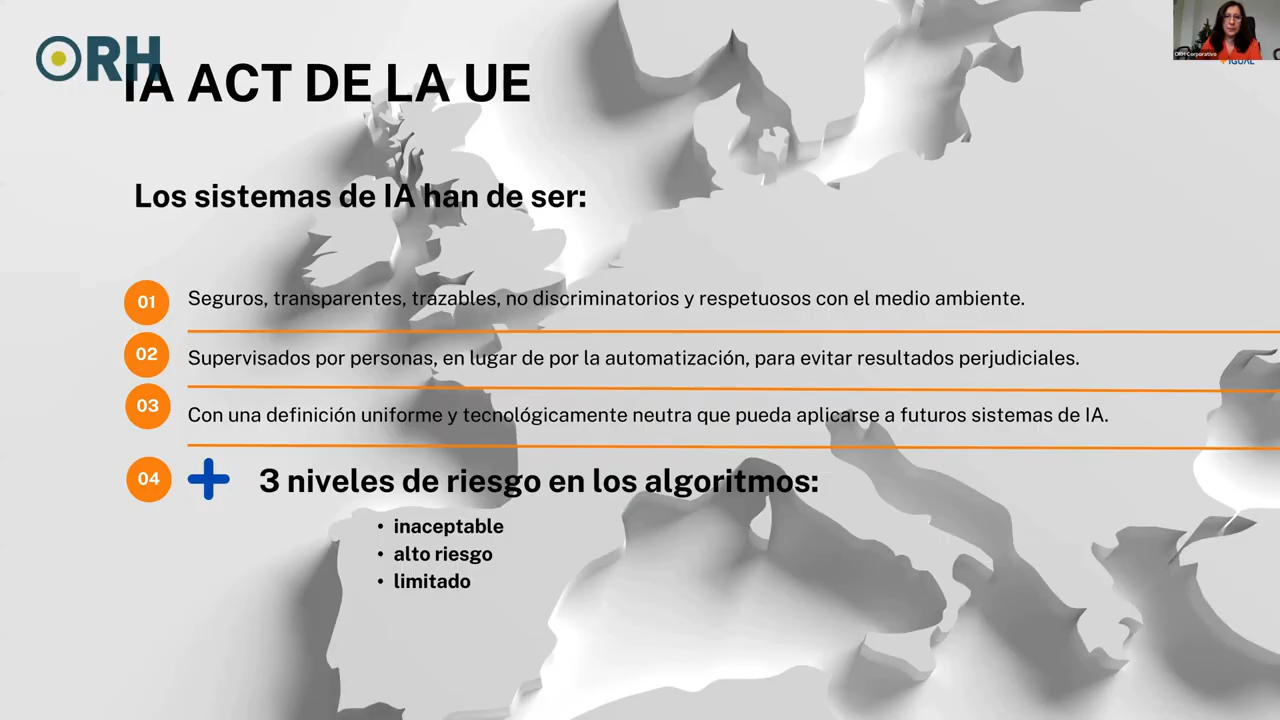 ORH
IA ACT DE LA UE
ORH Corporativo
IGUAL
Los sistemas de IA han de ser:
01 Seguros, transparentes, trazables, no discriminatorios y respetuosos con el medio ambiente.
02 Supervisados por personas, en lugar de por la automatización, para evitar resultados perjudiciales.
03 Con una definición uniforme y tecnológicamente neutra que pueda aplicarse a futuros sistemas de IA.
04 + 3 niveles de riesgo en los algoritmos:
• inaceptable
• alto riesgo
• limitado